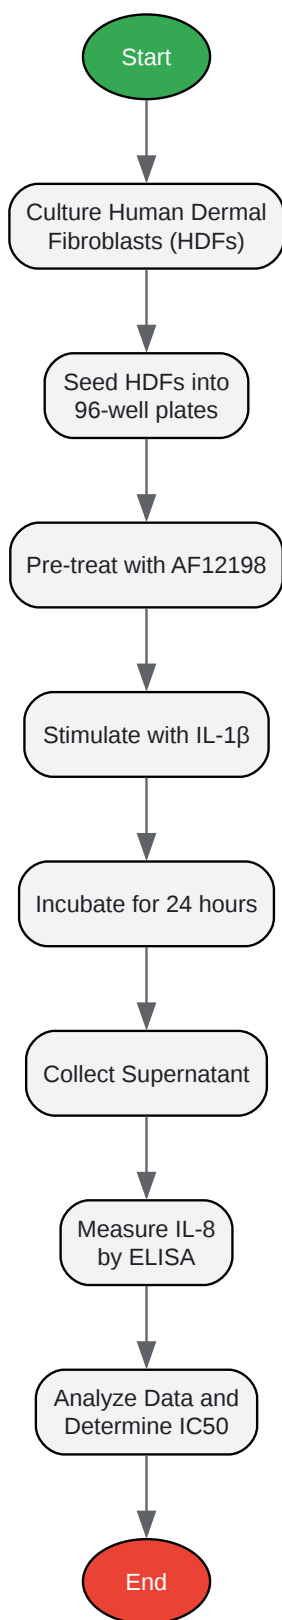 Start
Culture Human Dermal
Fibroblasts (HDFs)
Seed HDFs into
96-well plates
Pre-treat with AF12198
Stimulate with IL-1β
Incubate for 24 hours
Collect Supernatant
Measure IL-8
by ELISA
Analyze Data and
Determine IC50
End